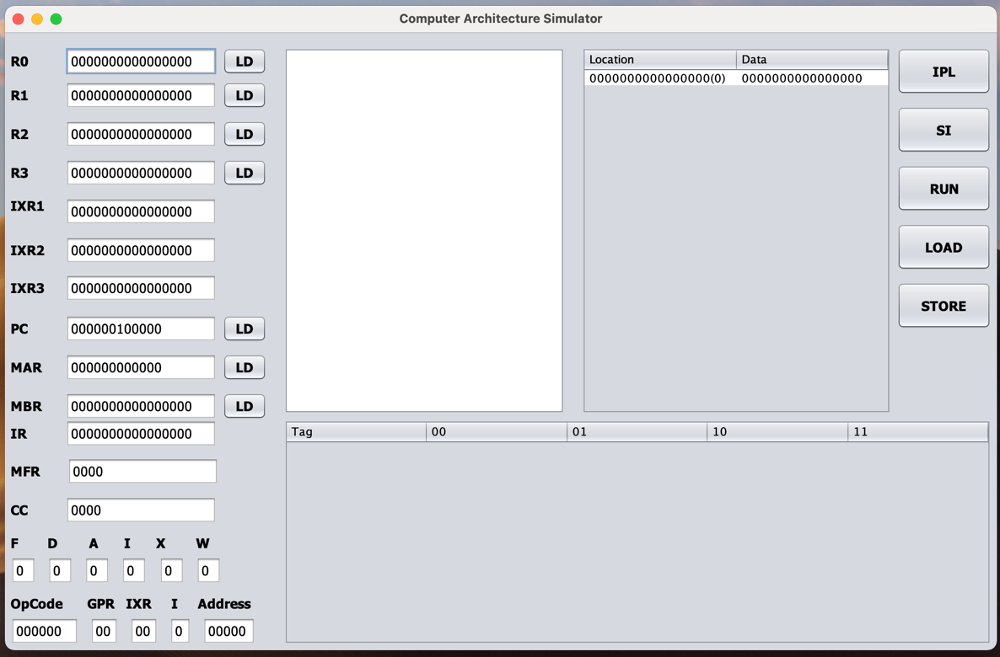 Computer Architecture Simulator
R0 0000000000000000 LD
R1 0000000000000000 LD
R2 0000000000000000 LD
R3 0000000000000000 LD
IXR1 0000000000000000
IXR2 0000000000000000
IXR3 0000000000000000
PC 000000100000 LD
MAR 000000000000 LD
MBR 0000000000000000 LD
IR 0000000000000000
MFR 0000
CC 0000
F D A I X W
0 0 0 0 0 0
OpCode GPR IXR I Address
000000 00 00 0 00000
Location Data
0000000000000000(0) 0000000000000000
IPL
SI
RUN
LOAD
STORE
Tag 00 01 10 11